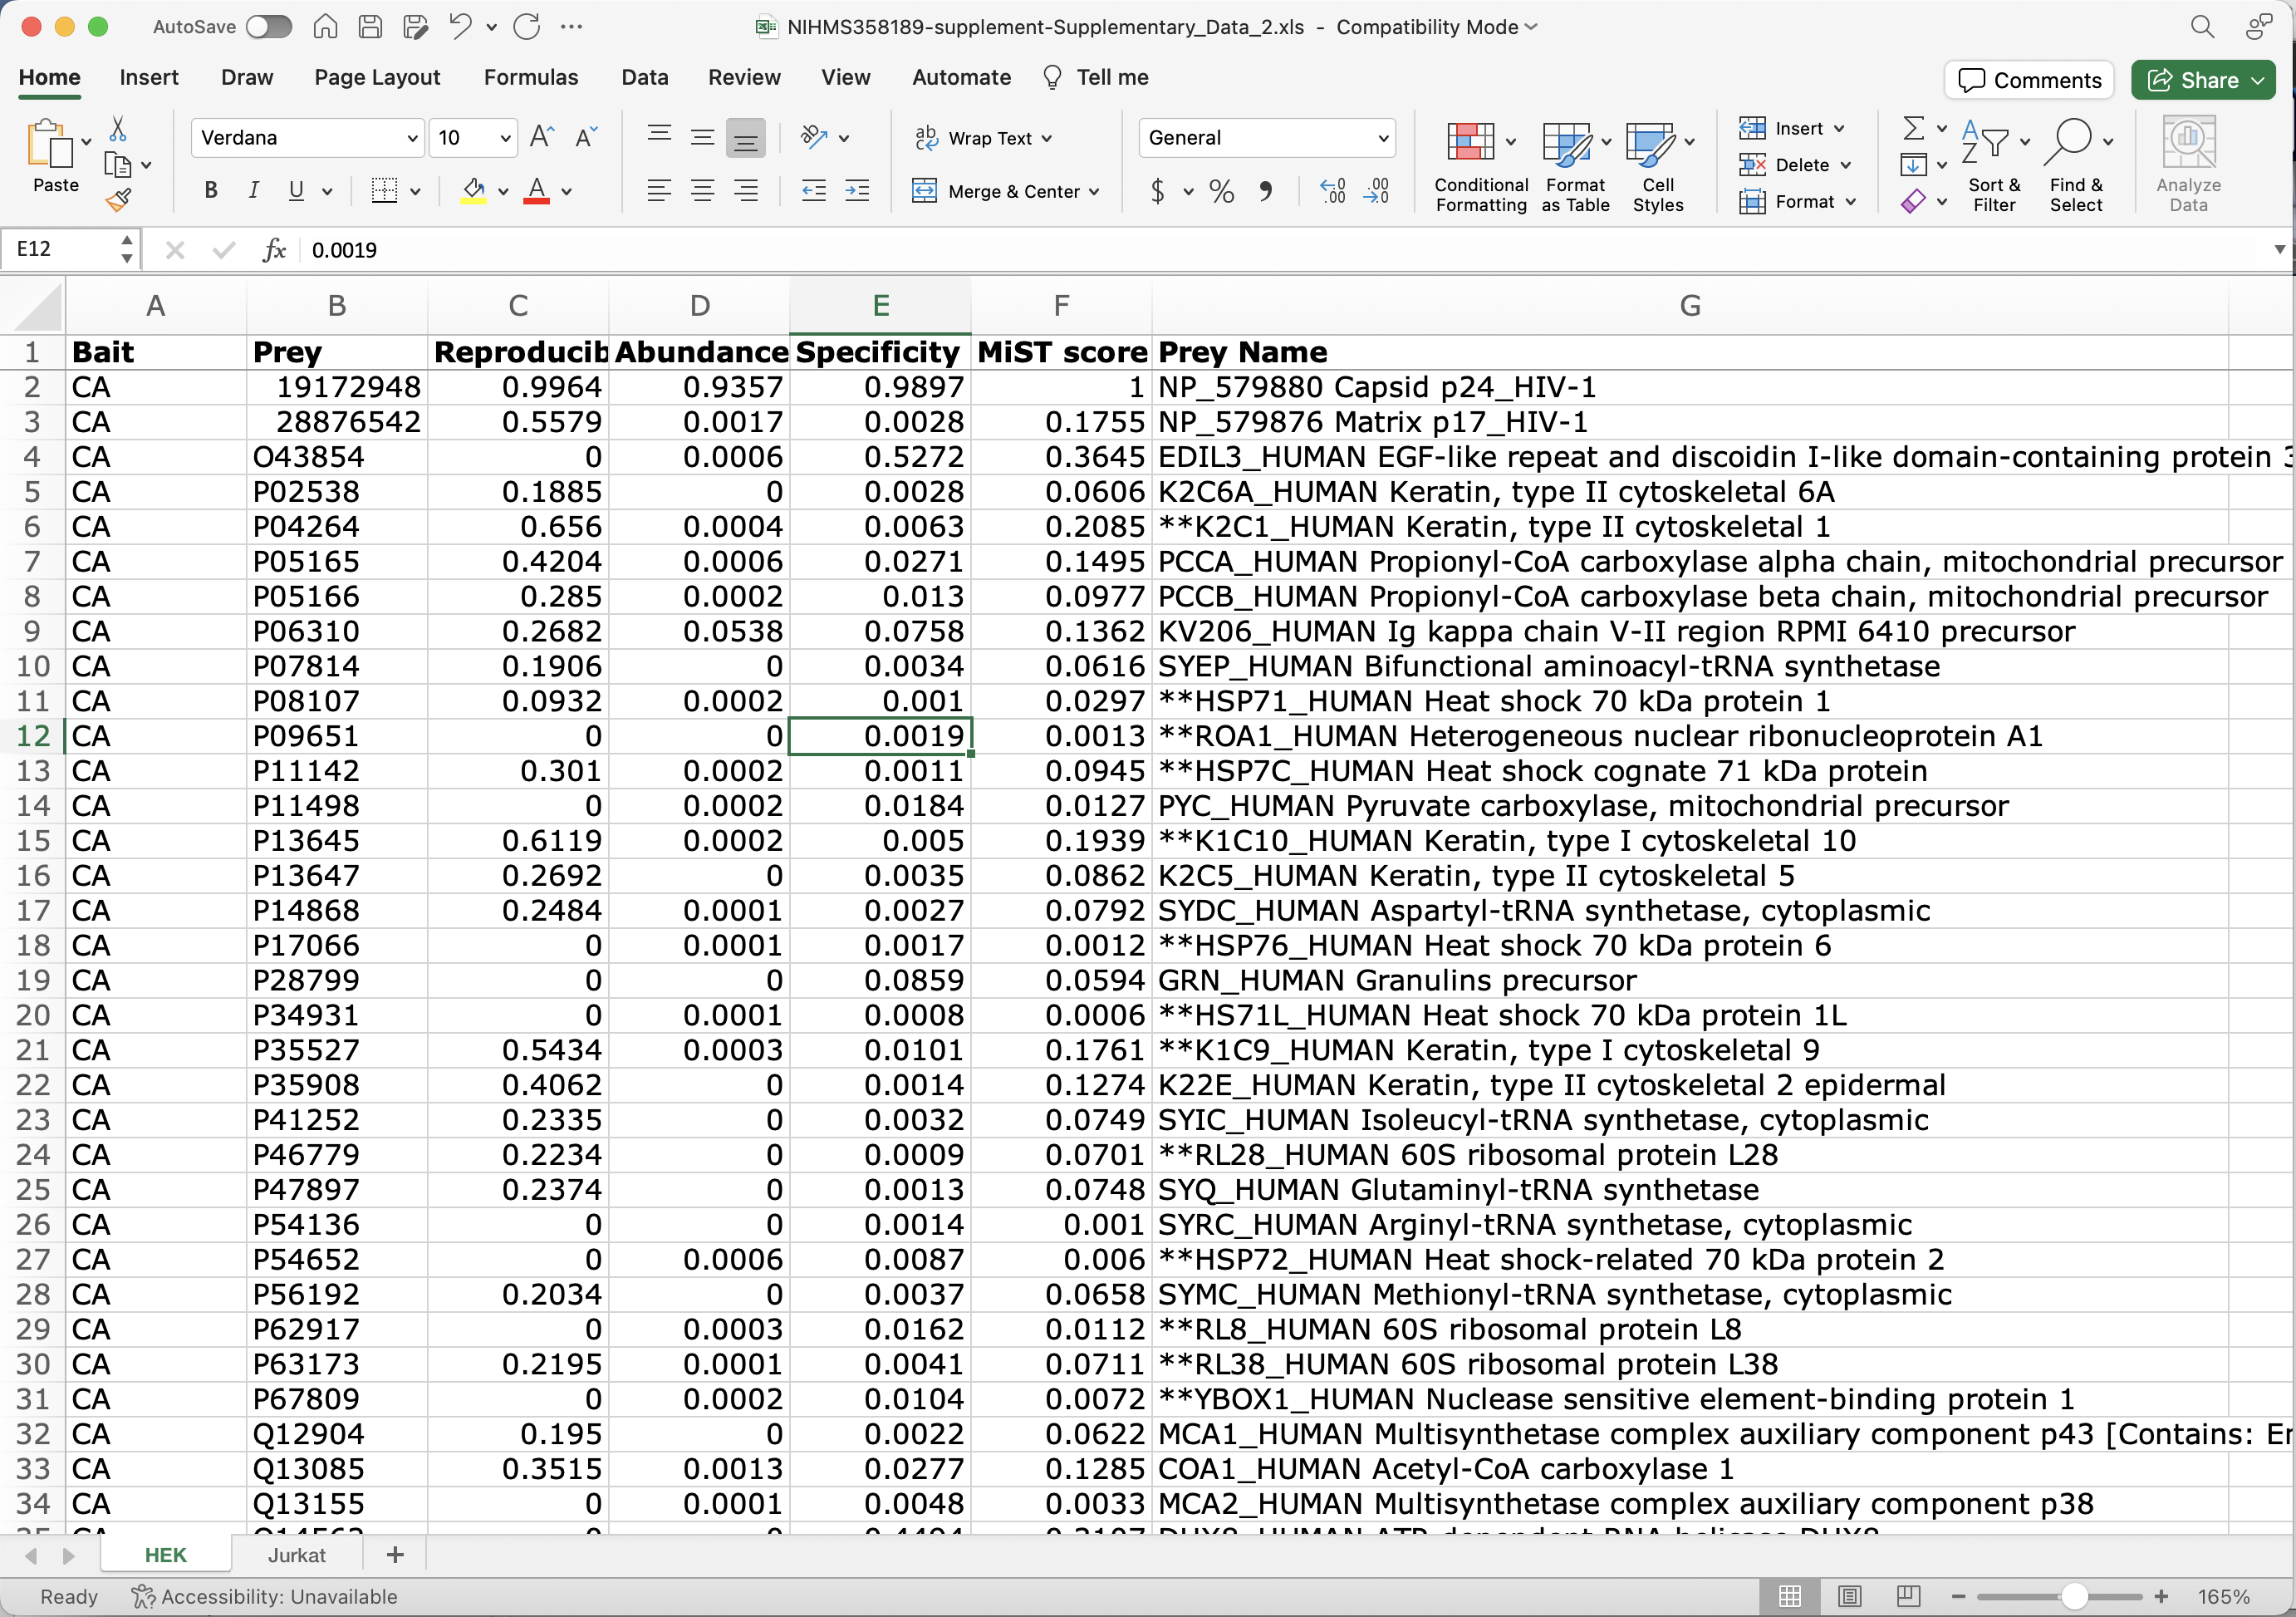 AutoSave
NIHMS358189-supplement-Supplementary_Data_2.xls - Compatibility Mode
Home Insert Draw Page Layout Formulas Data Review View Automate Tell me Comments Share
Paste
Verdana 10
Wrap Text
Merge & Center
General
Conditional Formatting
Format as Table
Cell Styles
Insert
Delete
Format
Sort & Filter
Find & Select
Analyze Data
E12 fx 0.0019
A B C D E F G
1 Bait Prey Reproducib Abundance Specificity MiST score Prey Name
2 CA 19172948 0.9964 0.9357 0.9897 1 NP_579880 Capsid p24_HIV-1
3 CA 28876542 0.5579 0.0017 0.0028 0.1755 NP_579876 Matrix p17_HIV-1
4 CA O43854 0 0.0006 0.5272 0.3645 EDIL3_HUMAN EGF-like repeat and discoidin I-like domain-containing protein 3
5 CA P02538 0.1885 0 0.0028 0.0606 K2C6A_HUMAN Keratin, type II cytoskeletal 6A
6 CA P04264 0.656 0.0004 0.0063 0.2085 **K2C1_HUMAN Keratin, type II cytoskeletal 1
7 CA P05165 0.4204 0.0006 0.0271 0.1495 PCCA_HUMAN Propionyl-CoA carboxylase alpha chain, mitochondrial precursor
8 CA P05166 0.285 0.0002 0.013 0.0977 PCCB_HUMAN Propionyl-CoA carboxylase beta chain, mitochondrial precursor
9 CA P06310 0.2682 0.0538 0.0758 0.1362 KV206_HUMAN Ig kappa chain V-II region RPMI 6410 precursor
10 CA P07814 0.1906 0 0.0034 0.0616 SYEP_HUMAN Bifunctional aminoacyl-tRNA synthetase
11 CA P08107 0.0932 0.0002 0.001 0.0297 **HSP71_HUMAN Heat shock 70 kDa protein 1
12 CA P09651 0 0 0.0019 0.0013 **ROA1_HUMAN Heterogeneous nuclear ribonucleoprotein A1
13 CA P11142 0.301 0.0002 0.0011 0.0945 **HSP7C_HUMAN Heat shock cognate 71 kDa protein
14 CA P11498 0 0.0002 0.0184 0.0127 PYC_HUMAN Pyruvate carboxylase, mitochondrial precursor
15 CA P13645 0.6119 0.0002 0.005 0.1939 **K1C10_HUMAN Keratin, type I cytoskeletal 10
16 CA P13647 0.2692 0 0.0035 0.0862 K2C5_HUMAN Keratin, type II cytoskeletal 5
17 CA P14868 0.2484 0.0001 0.0027 0.0792 SYDC_HUMAN Aspartyl-tRNA synthetase, cytoplasmic
18 CA P17066 0 0.0001 0.0017 0.0012 **HSP76_HUMAN Heat shock 70 kDa protein 6
19 CA P28799 0 0 0.0859 0.0594 GRN_HUMAN Granulins precursor
20 CA P34931 0 0.0001 0.0008 0.0006 **HS71L_HUMAN Heat shock 70 kDa protein 1L
21 CA P35527 0.5434 0.0003 0.0101 0.1761 **K1C9_HUMAN Keratin, type I cytoskeletal 9
22 CA P35908 0.4062 0 0.0014 0.1274 K22E_HUMAN Keratin, type II cytoskeletal 2 epidermal
23 CA P41252 0.2335 0 0.0032 0.0749 SYIC_HUMAN Isoleucyl-tRNA synthetase, cytoplasmic
24 CA P46779 0.2234 0 0.0009 0.0701 **RL28_HUMAN 60S ribosomal protein L28
25 CA P47897 0.2374 0 0.0013 0.0748 SYQ_HUMAN Glutaminyl-tRNA synthetase
26 CA P54136 0 0 0.0014 0.001 SYRC_HUMAN Arginyl-tRNA synthetase, cytoplasmic
27 CA P54652 0 0.0006 0.0087 0.006 **HSP72_HUMAN Heat shock-related 70 kDa protein 2
28 CA P56192 0.2034 0 0.0037 0.0658 SYMC_HUMAN Methionyl-tRNA synthetase, cytoplasmic
29 CA P62917 0 0.0003 0.0162 0.0112 **RL8_HUMAN 60S ribosomal protein L8
30 CA P63173 0.2195 0.0001 0.0041 0.0711 **RL38_HUMAN 60S ribosomal protein L38
31 CA P67809 0 0.0002 0.0104 0.0072 **YBOX1_HUMAN Nuclease sensitive element-binding protein 1
32 CA Q12904 0.195 0 0.0022 0.0622 MCA1_HUMAN Multisynthetase complex auxiliary component p43 [Contains:
33 CA Q13085 0.3515 0.0013 0.0277 0.1285 COA1_HUMAN Acetyl-CoA carboxylase 1
34 CA Q13155 0 0.0001 0.0048 0.0033 MCA2_HUMAN Multisynthetase complex auxiliary component p38
HEK Jurkat +
Ready Accessibility: Unavailable 165%